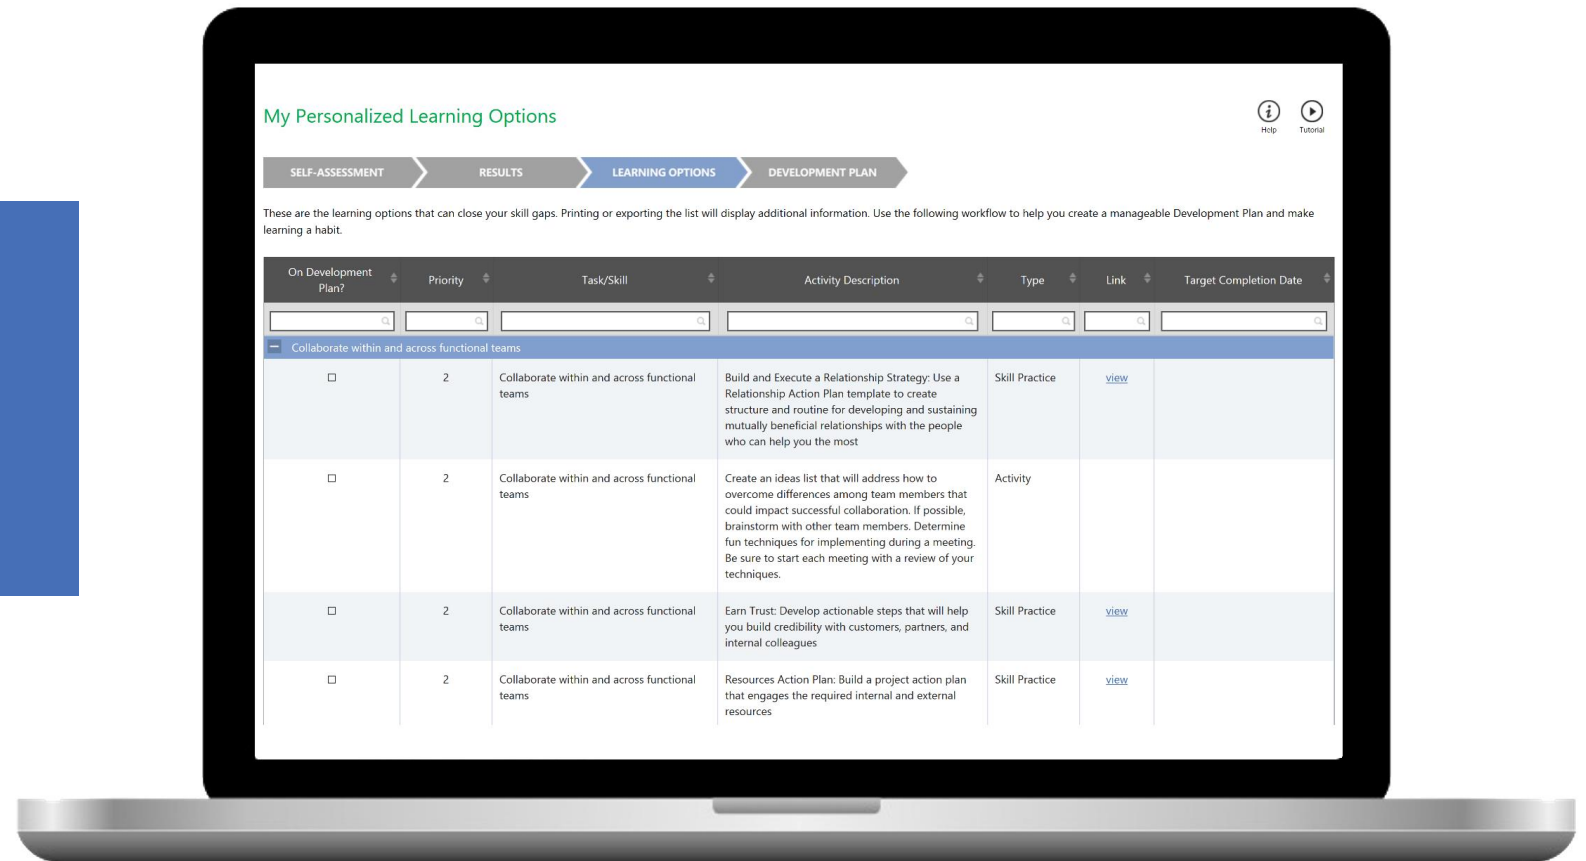 My Personalized Learning Options
Help
Tutorial
SELF-ASSESSMENT
RESULTS
LEARNING OPTIONS
DEVELOPMENT PLAN
These are the learning options that can close your skill gaps. Printing or exporting the list will display additional information. Use the following workflow to help you create a manageable Development Plan and make
learning a habit.
On Development
Plan?
Priority
Task/Skill
Activity Description
Type
Link
Target Completion Date
Collaborate within and across functional teams
2
Collaborate within and across functional
teams
Build and Execute a Relationship Strategy: Use a
Relationship Action Plan template to create
structure and routine for developing and sustaining
mutually beneficial relationships with the people
who can help you the most
Skill Practice
view
2
Collaborate within and across functional
teams
Create an ideas list that will address how to
overcome differences among team members that
could impact successful collaboration. If possible,
brainstorm with other team members. Determine
fun techniques for implementing during a meeting.
Be sure to start each meeting with a review of your
techniques.
Activity
2
Collaborate within and across functional
teams
Earn Trust: Develop actionable steps that will help
you build credibility with customers, partners, and
internal colleagues
Skill Practice
view
2
Collaborate within and across functional
teams
Resources Action Plan: Build a project action plan
that engages the required internal and external
resources
Skill Practice
view